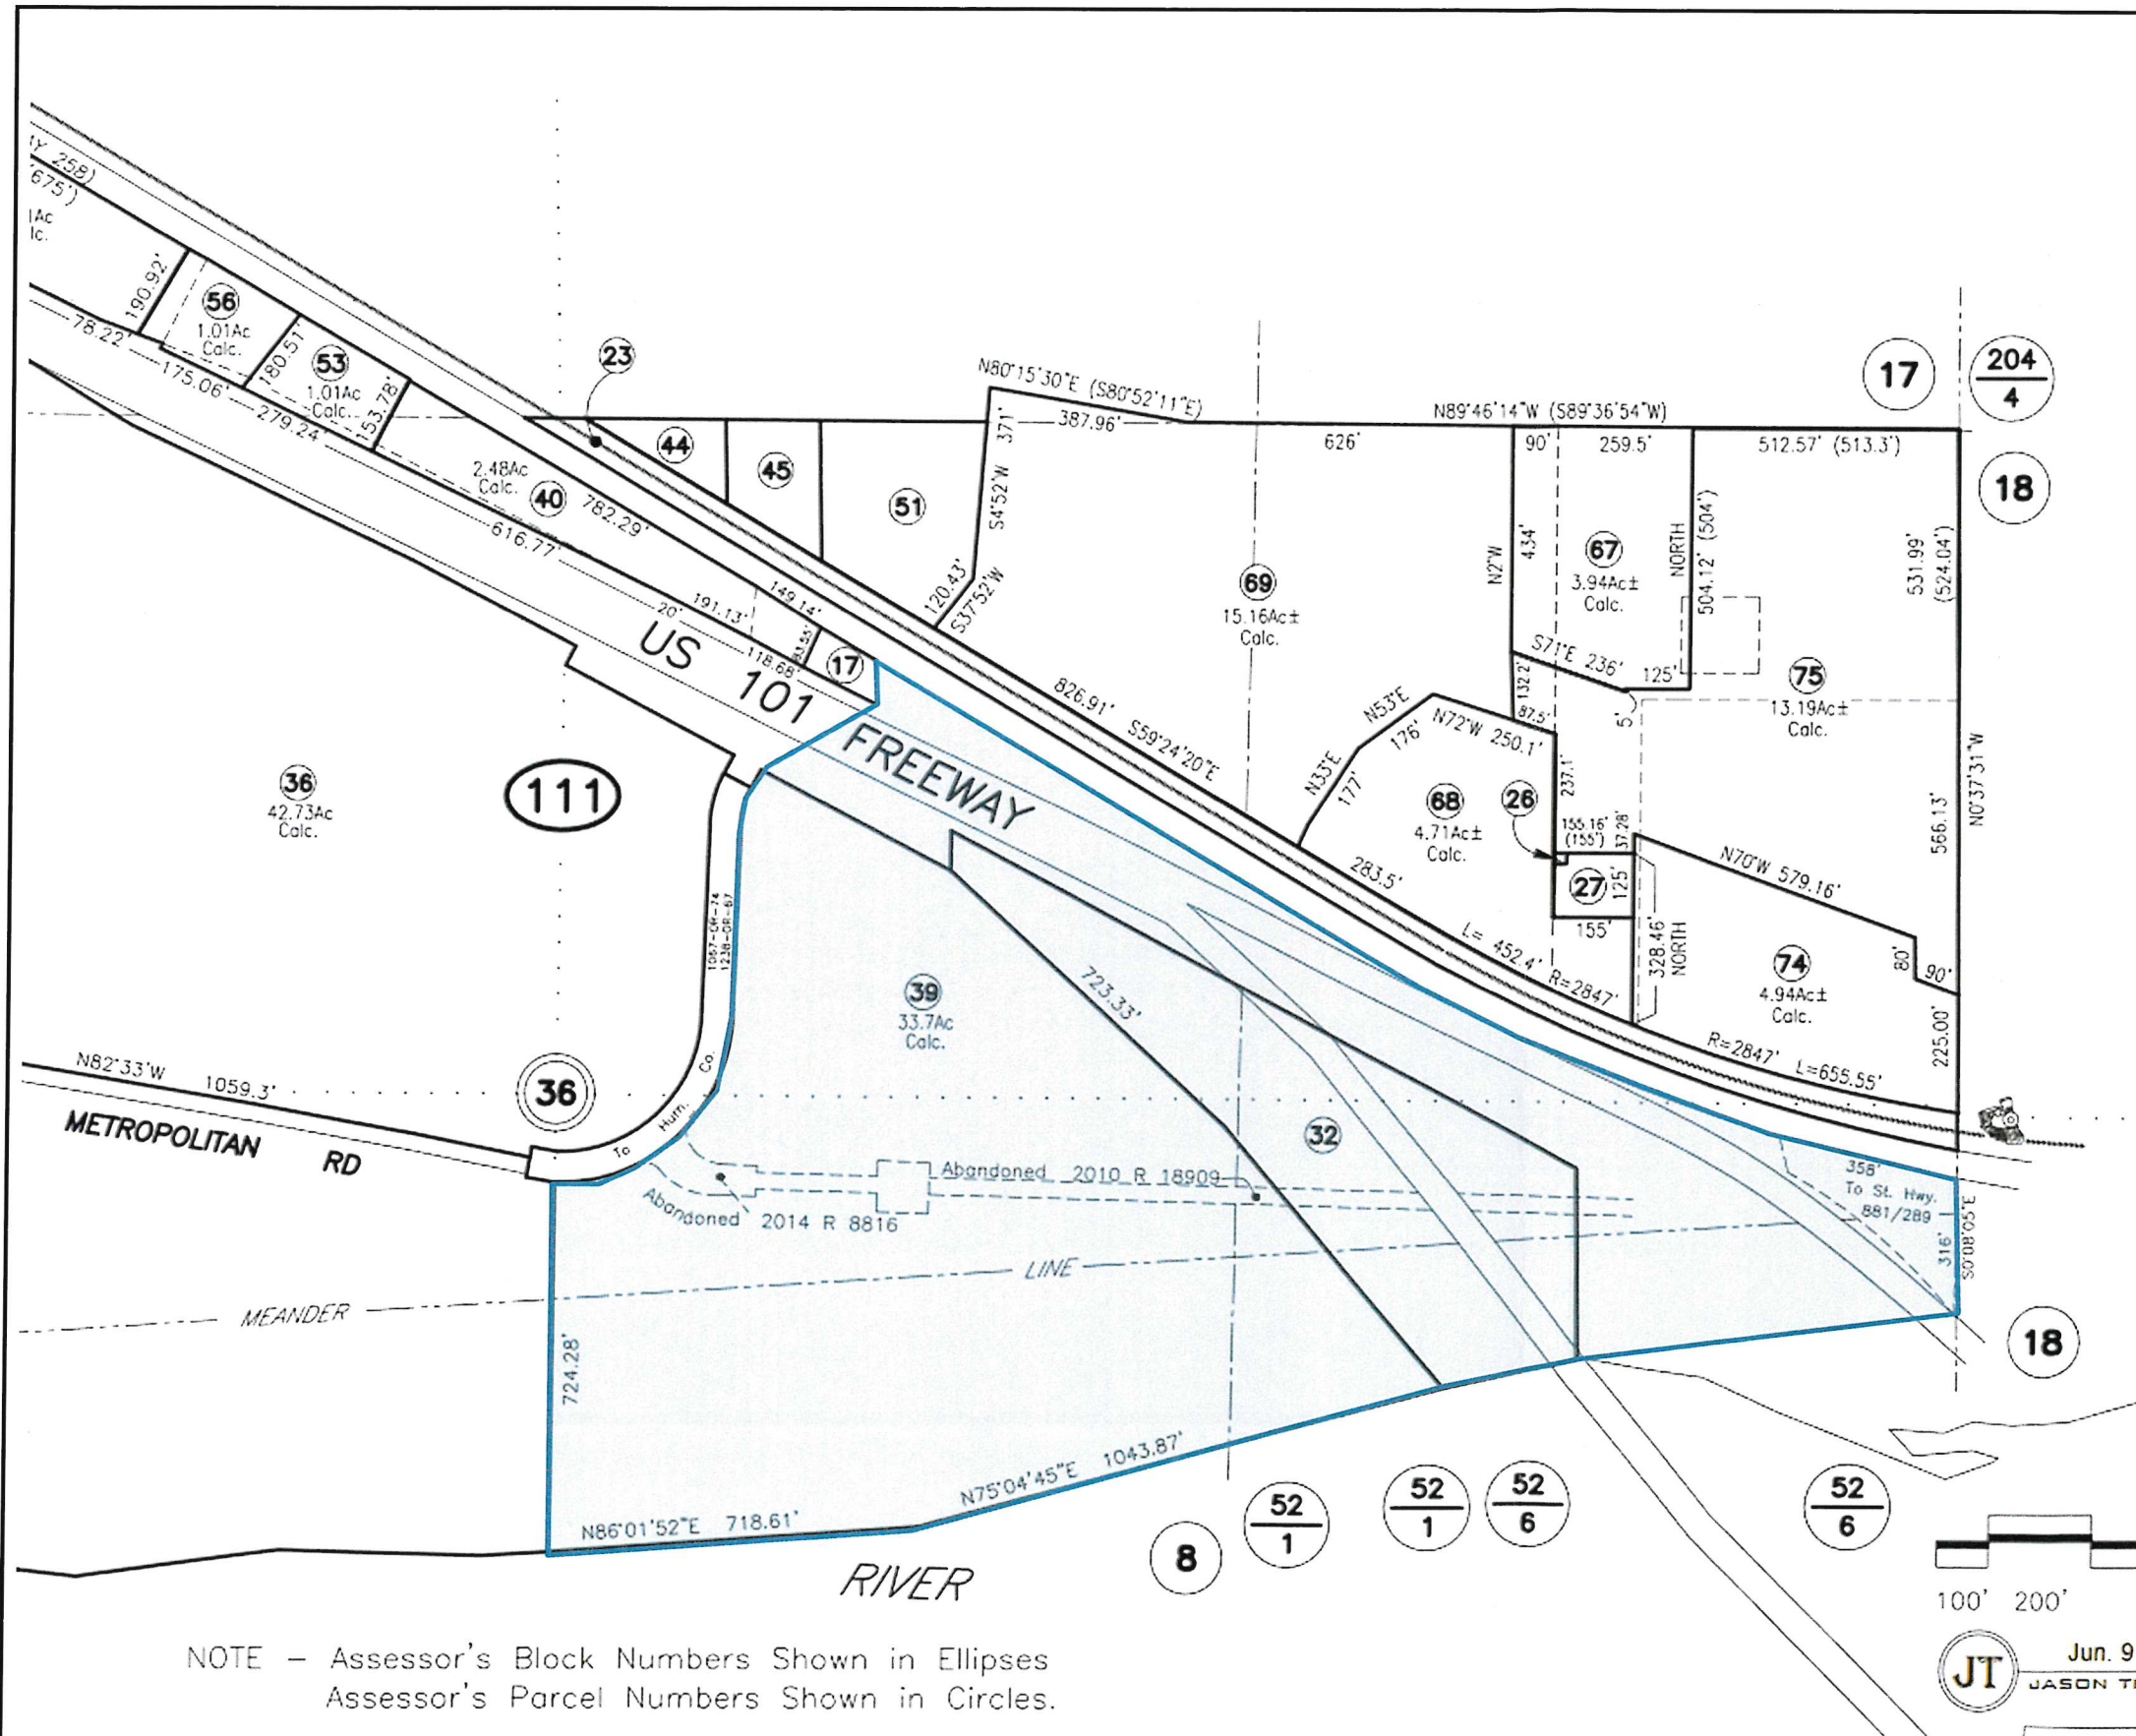 Y 258)
675')
Ac
lc.
190.92'
56
1.01Ac
Calc.
180.51'
53
1.01Ac
Calc.
153.78'
78.22'
175.06'
279.24'
23
2.48Ac
Calc.
40
782.29'
616.77'
20'
191.13'
149.14'
118.68'
17
US 101 FREEWAY
44
45
51
N80°15'30"E (S80°52'11"E)
387.96'
371'
S4°52'W
120.43'
S37°52'W
N89°46'14"W (S89°36'54"W)
626'
90'
259.5'
512.57' (513.3')
17
204
4
18
69
15.16Ac±
Calc.
N2°W
434'
67
3.94Ac±
Calc.
NORTH
504.12' (504')
531.99'
(524.04')
S71°E 236'
125'
5'
132.2'
87.5'
75
13.19Ac±
Calc.
N53°E
176'
N72°W 250.1'
N33°E
177'
237.1'
826.91' S59°24'20"E
68
4.71Ac±
Calc.
26
155.16'
(155')
37.28'
27
125'
155'
328.46'
NORTH
N70°W 579.16'
80'
90'
74
4.94Ac±
Calc.
566.13'
N0°37'31"W
225.00'
283.5'
L= 452.4' R=2847'
R=2847' L=655.55'
36
42.73Ac
Calc.
111
1067-OR-74
1238-OR-67
39
33.7Ac
Calc.
723.33'
N82°33'W 1059.3'
METROPOLITAN RD
36
To Hum. Co.
32
Abandoned 2010 R 18909
Abandoned 2014 R 8816
358'
To St. Hwy.
881/289
316'
S0°08'05"E
MEANDER LINE
724.28'
18
N86°01'52"E 718.61'
N75°04'45"E 1043.87'
RIVER
8
52
1
52
1
52
6
52
6
100' 200'
NOTE – Assessor's Block Numbers Shown in Ellipses
Assessor's Parcel Numbers Shown in Circles.
JT
Jun. 9
JASON